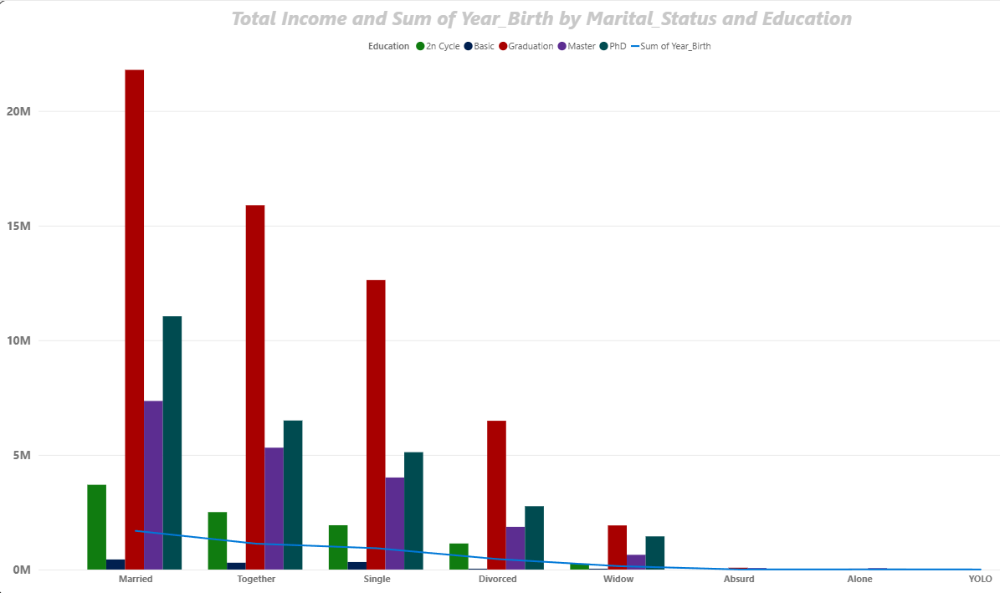 Total Income and Sum of Year_Birth by Marital_Status and Education
Education 2n Cycle Basic Graduation Master PhD Sum of Year_Birth
20M
15M
10M
5M
0M
Married Together Single Divorced Widow Absurd Alone YOLO